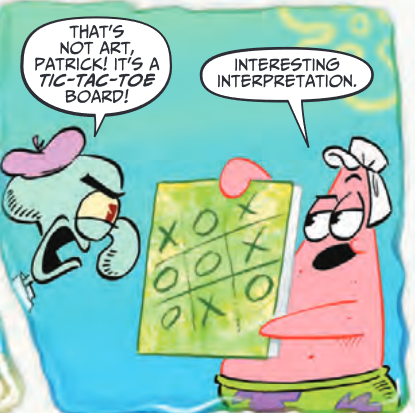 THAT'S
NOT ART,
PATRICK! IT'S A
TIC-TAC-TOE
BOARD!
INTERESTING
INTERPRETATION.
X O X
O O X
O X O